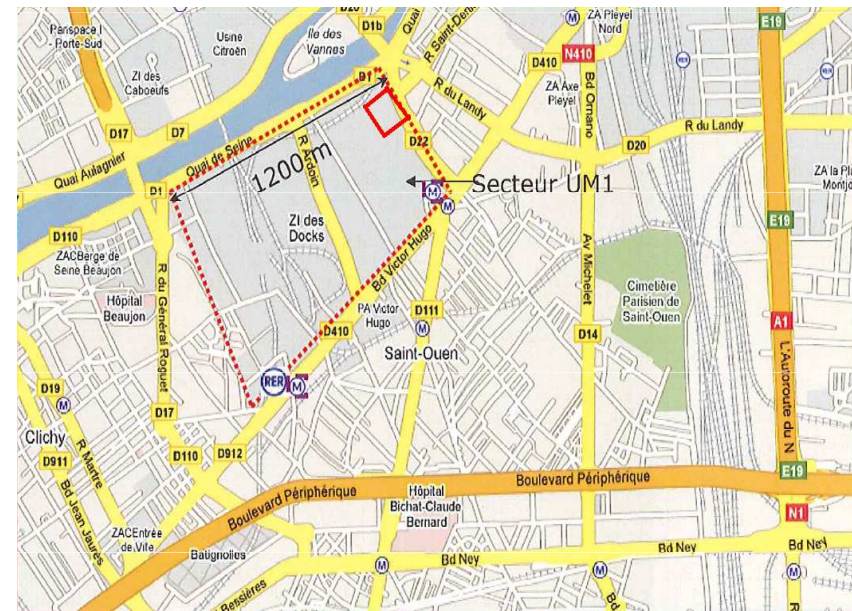 D20
Panspace I
- Porte-Sud
Usine
Citroën
Ile des
Vannes
D1b
Quai
R Saint-Denis
M
ZA Pleyel
Nord
E19
N410
D410
Bd Ornano
ZI des
Caboeufs
D1
R du Landy
ZA Axe
Pleyel
D17
D7
Quai de Seine
R Ardoin
D22
D20
R du Landy
Quai Aulagnier
1200 m
Secteur UM1
ZA la Pla
Montjo
D1
M
M
E19
D110
ZI des
Docks
ZACBerge de
Seine Beaujon
Bd Victor Hugo
Av Michelet
Cimetière
Parisien de
Saint-Ouen
Hôpital
Beaujon
R du Général Roguet
PA Victor
Hugo
D111
D410
M
D14
A1
Saint-Ouen
L'Autoroute du N
RER
M
D19
M
D17
Clichy
D911
R Martre
D110
D912
Bd Jean Jaurès
Boulevard Périphérique
Boulevard Périphérique
E19
Hôpital
Bichat-Claude
Bernard
N1
ZACEntrée
de Ville
Batignolles
Bd Ney
Bd Ney
Bd Ney
Bessières
M
M
M